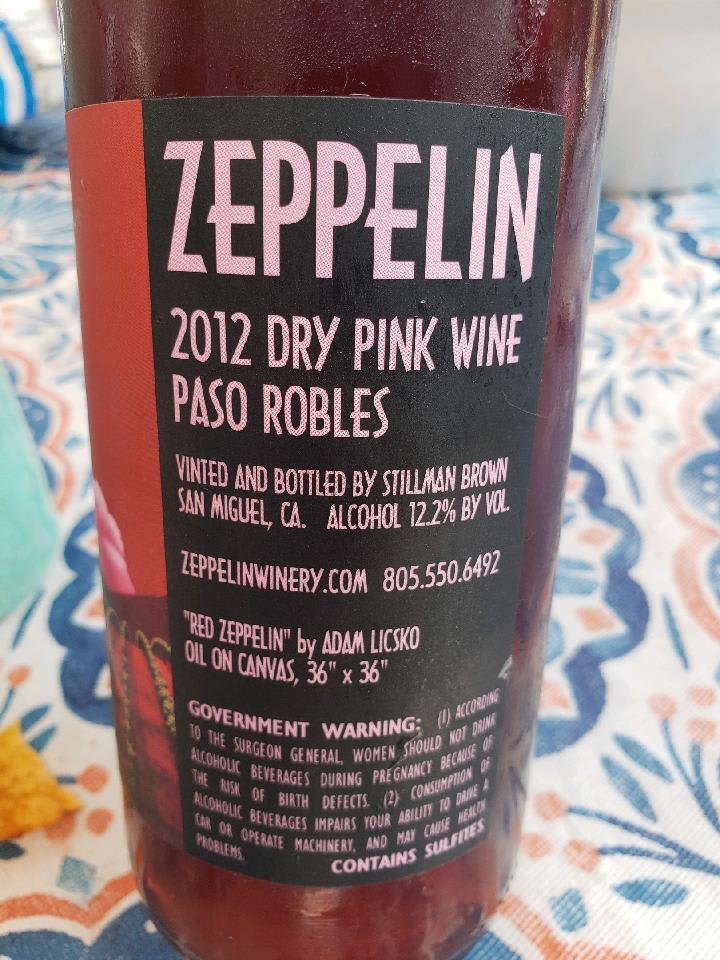 ZEPPELIN
2012 DRY PINK WINE
PASO ROBLES
VINTED AND BOTTLED BY STILLMAN BROWN
SAN MIGUEL, CA. ALCOHOL 12.2% BY VOL.
ZEPPELINWINERY.COM 805.550.6492
"RED ZEPPELIN" by ADAM LICSKO
OIL ON CANVAS, 36" x 36"
GOVERNMENT WARNING: (1) ACCORDING
TO THE SURGEON GENERAL, WOMEN SHOULD NOT DRINK
ALCOHOLIC BEVERAGES DURING PREGNANCY BECAUSE OF
THE RISK OF BIRTH DEFECTS. (2) CONSUMPTION OF
ALCOHOLIC BEVERAGES IMPAIRS YOUR ABILITY TO DRIVE A
CAR OR OPERATE MACHINERY, AND MAY CAUSE HEALTH
PROBLEMS. CONTAINS SULFITES